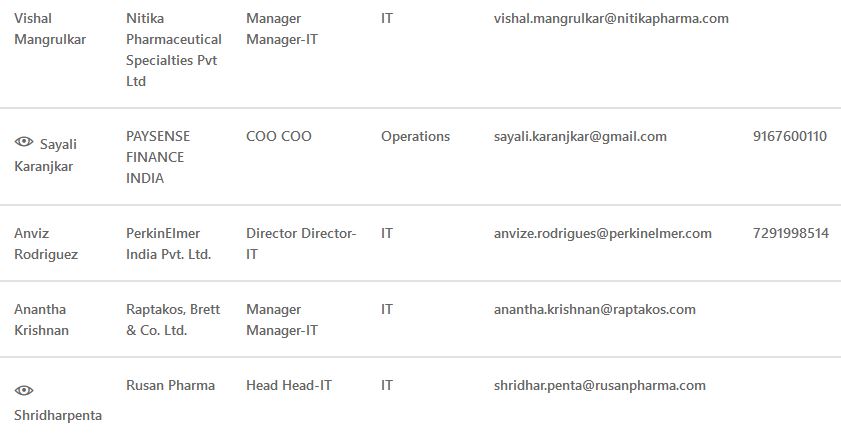 Vishal Mangrulkar Nitika Pharmaceutical Specialties Pvt Ltd Manager Manager-IT IT vishal.mangrulkar@nitikapharma.com
Sayali Karanjkar PAYSENSE FINANCE INDIA COO COO Operations sayali.karanjkar@gmail.com 9167600110
Anviz Rodriguez PerkinElmer India Pvt. Ltd. Director Director-IT IT anvize.rodrigues@perkinelmer.com 7291998514
Anantha Krishnan Raptakos, Brett & Co. Ltd. Manager Manager-IT IT anantha.krishnan@raptakos.com
Shridharpenta Rusan Pharma Head Head-IT IT shridhar.penta@rusanpharma.com